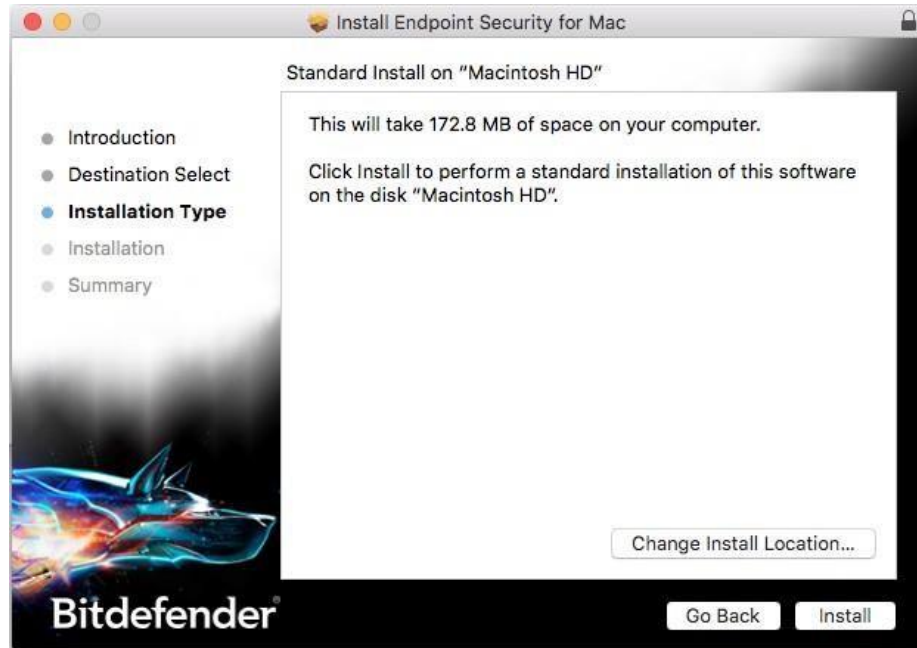 Install Endpoint Security for Mac
Standard Install on "Macintosh HD"
Introduction
Destination Select
Installation Type
Installation
Summary
This will take 172.8 MB of space on your computer.
Click Install to perform a standard installation of this software
on the disk "Macintosh HD".
Change Install Location...
Bitdefender®
Go Back
Install